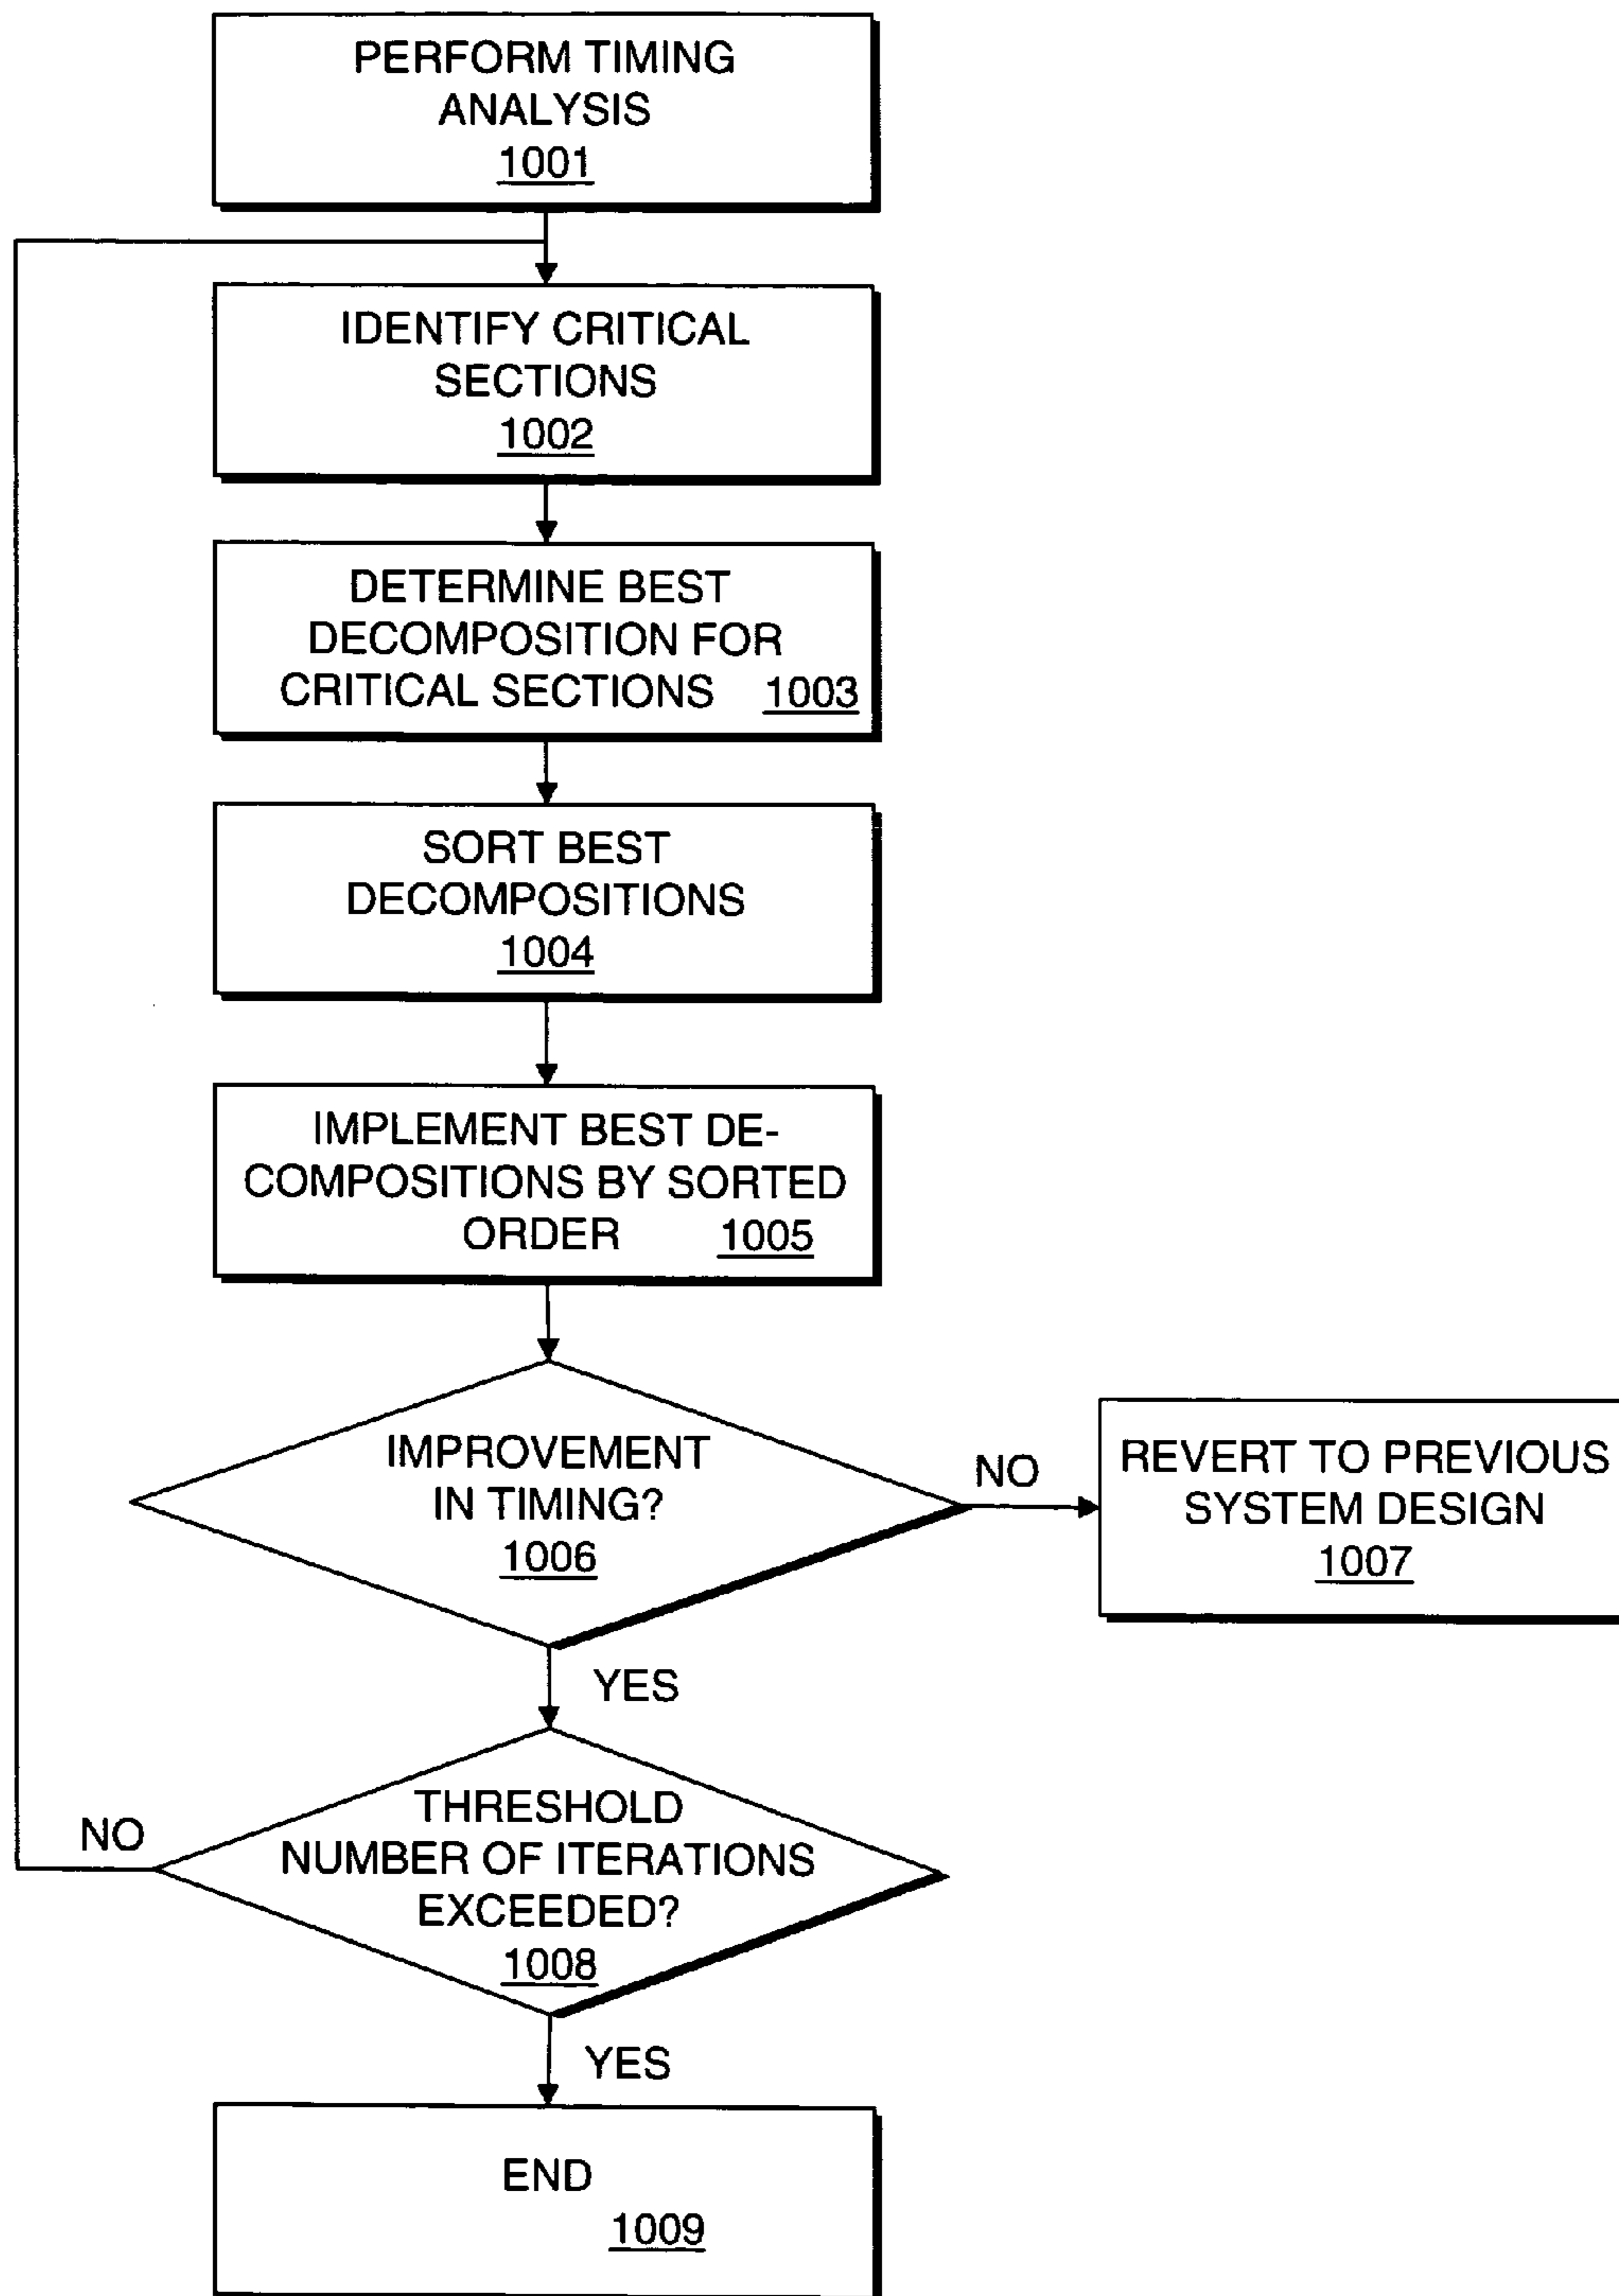 PERFORM TIMING
ANALYSIS
1001
IDENTIFY CRITICAL
SECTIONS
1002
DETERMINE BEST
DECOMPOSITION FOR
CRITICAL SECTIONS 1003
SORT BEST
DECOMPOSITIONS
1004
IMPLEMENT BEST DE-
COMPOSITIONS BY SORTED
ORDER 1005
IMPROVEMENT
IN TIMING?
1006
NO
REVERT TO PREVIOUS
SYSTEM DESIGN
1007
YES
THRESHOLD
NUMBER OF ITERATIONS
EXCEEDED?
1008
NO
YES
END
1009